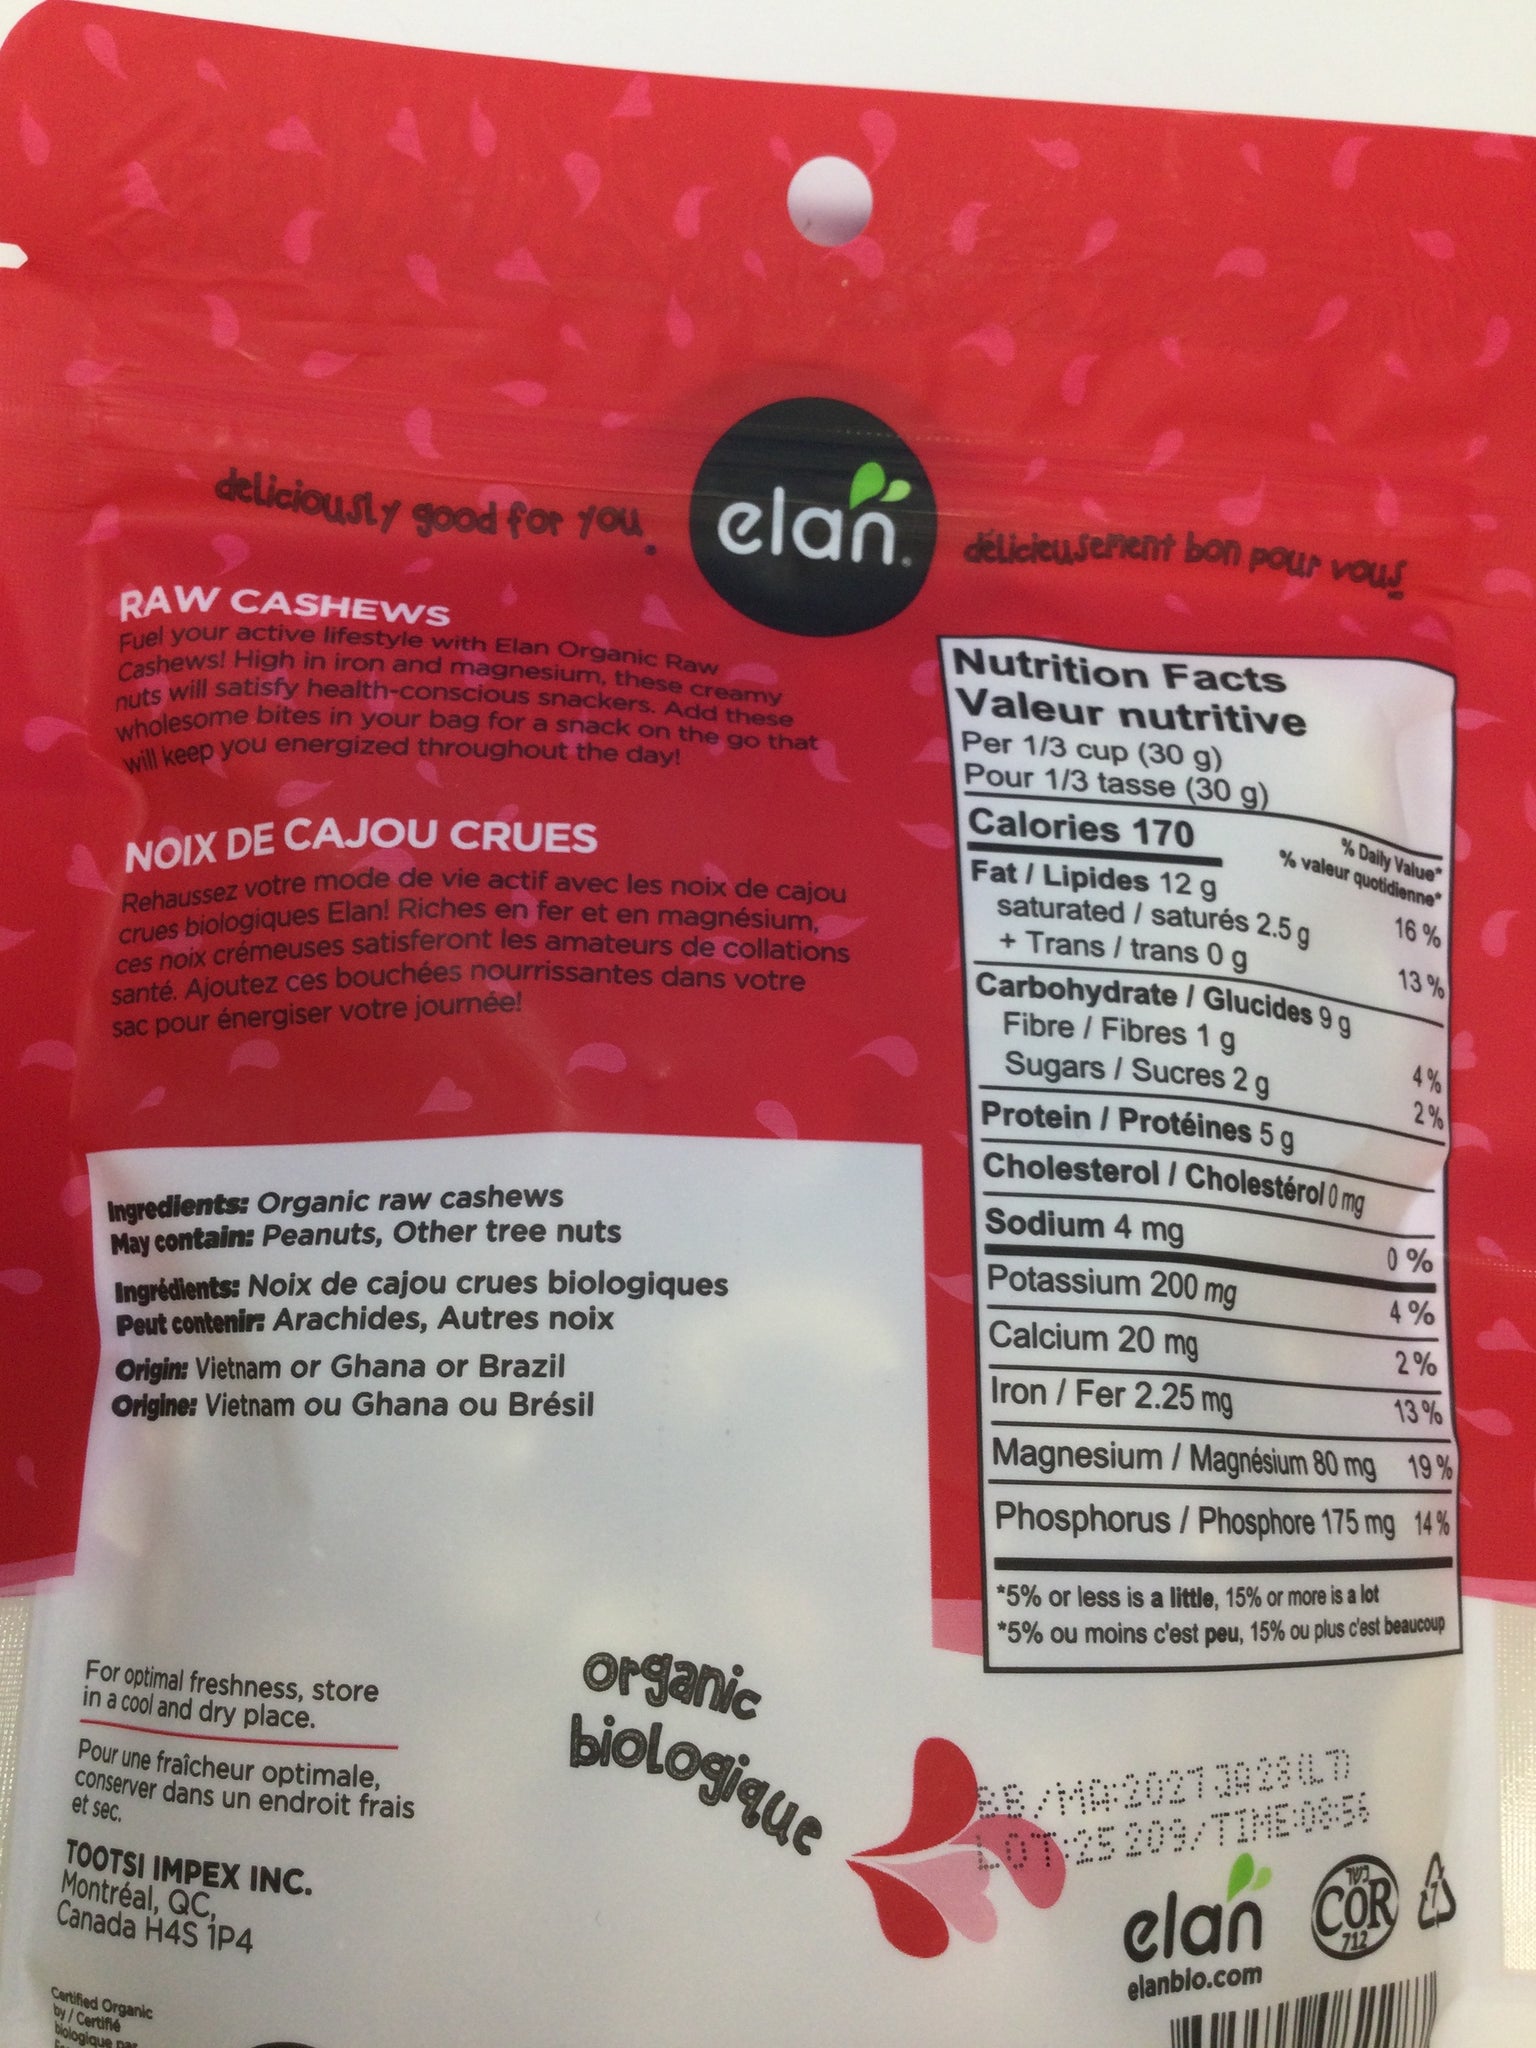 deliciously good for you.
elan®
délicieusement bon pour vous
RAW CASHEWS
Fuel your active lifestyle with Elan Organic Raw
Cashews! High in iron and magnesium, these creamy
nuts will satisfy health-conscious snackers. Add these
wholesome bites in your bag for a snack on the go that
will keep you energized throughout the day!
NOIX DE CAJOU CRUES
Rehaussez votre mode de vie actif avec les noix de cajou
crues biologiques Elan! Riches en fer et en magnésium,
ces noix crémeuses satisferont les amateurs de collations
santé. Ajoutez ces bouchées nourrissantes dans votre
sac pour énergiser votre journée!
Ingredients: Organic raw cashews
May contain: Peanuts, Other tree nuts
Ingrédients: Noix de cajou crues biologiques
Peut contenir: Arachides, Autres noix
Origin: Vietnam or Ghana or Brazil
Origine: Vietnam ou Ghana ou Brésil
Nutrition Facts
Valeur nutritive
Per 1/3 cup (30 g)
Pour 1/3 tasse (30 g)
Calories 170
% Daily Value*
% valeur quotidienne*
Fat / Lipides 12 g 16 %
saturated / saturés 2.5 g
+ Trans / trans 0 g 13 %
Carbohydrate / Glucides 9 g
Fibre / Fibres 1 g 4 %
Sugars / Sucres 2 g 2 %
Protein / Protéines 5 g
Cholesterol / Cholestérol 0 mg
Sodium 4 mg 0 %
Potassium 200 mg 4 %
Calcium 20 mg 2 %
Iron / Fer 2.25 mg 13 %
Magnesium / Magnésium 80 mg 19 %
Phosphorus / Phosphore 175 mg 14 %
*5% or less is a little, 15% or more is a lot
*5% ou moins c'est peu, 15% ou plus c'est beaucoup
For optimal freshness, store
in a cool and dry place.
Pour une fraîcheur optimale,
conserver dans un endroit frais
et sec.
TOOTSI IMPEX INC.
Montréal, QC,
Canada H4S 1P4
Certified Organic
by / Certifié
biologique par
organic
biologique
BB/MA:2027JA28(L7)
LOT:25209/TIME:08:56
elan
elanbio.com
כשר
COR
712
7